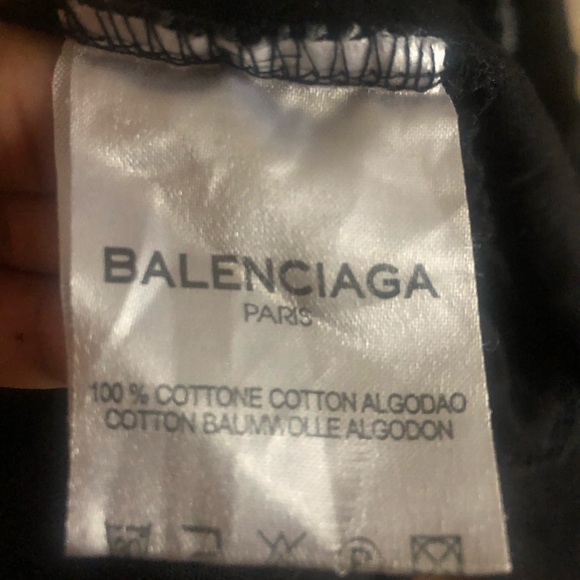 BALENCIAGA
PARIS
100 % COTTONE COTTON ALGODAO
COTTON BAUMWOLLE ALGODON